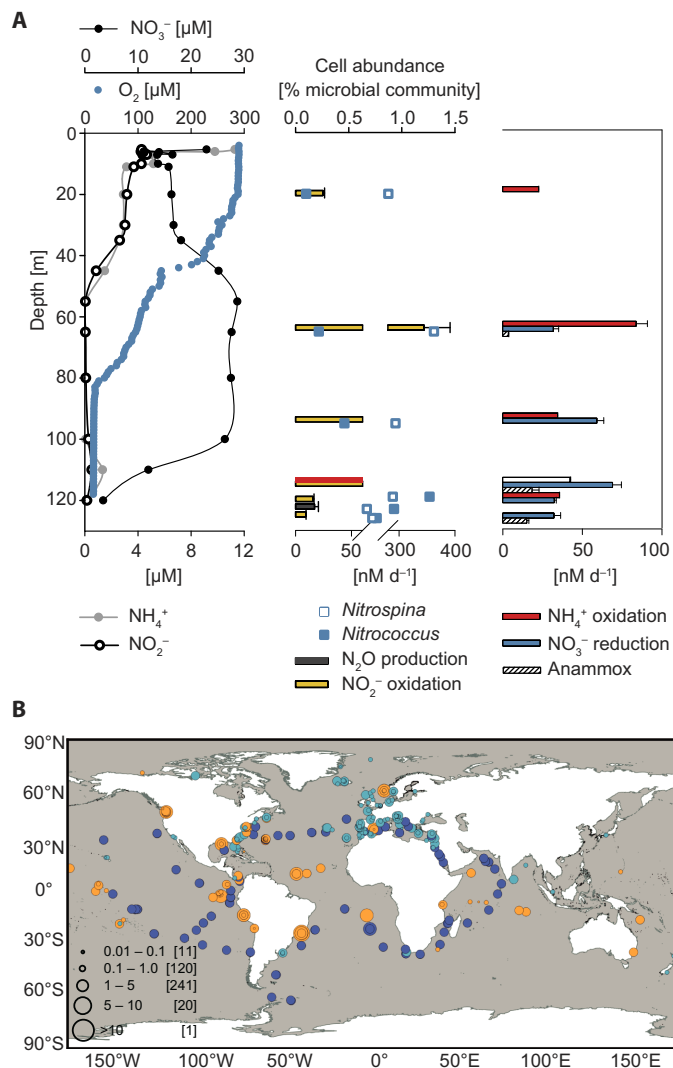 A
NO₃⁻ [µM]
0 10 20 30
O₂ [µM]
0 100 200 300
Cell abundance
[% microbial community]
0.0 0.5 1.0 1.5
Depth [m]
0
20
40
60
80
100
120
0 4 8 12
[µM]
0 50 300 400
[nM d⁻¹]
0 100
[nM d⁻¹]
NH₄⁺
NO₂⁻
Nitrospina
Nitrococcus
N₂O production
NO₂⁻ oxidation
NH₄⁺ oxidation
NO₃⁻ reduction
Anammox
B
90°N
60°N
30°N
0°
30°S
60°S
90°S
0.01 – 0.1 [11]
0.1 – 1.0 [120]
1 – 5 [241]
5 – 10 [20]
>10 [1]
150°W 100°W 50°W 0° 50°E 100°E 150°E